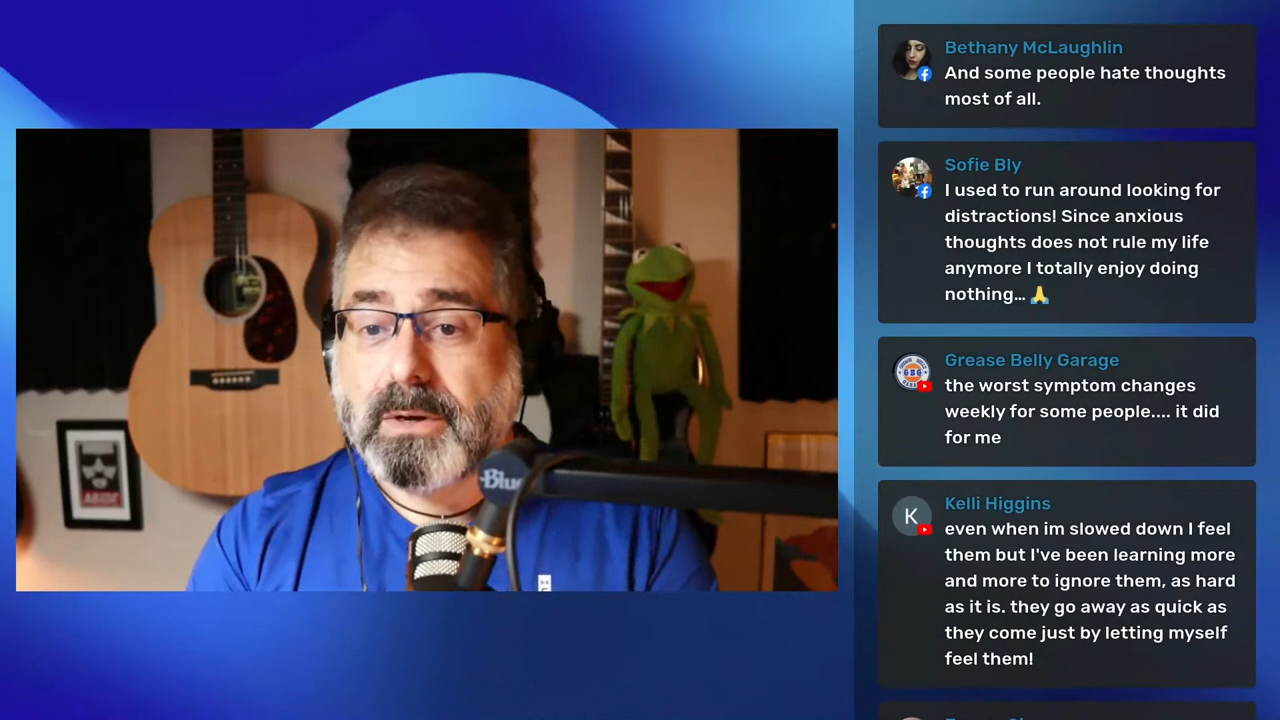 Bethany McLaughlin
And some people hate thoughts
most of all.
Sofie Bly
I used to run around looking for
distractions! Since anxious
thoughts does not rule my life
anymore I totally enjoy doing
nothing... 🙏
GBG
Grease Belly Garage
the worst symptom changes
weekly for some people.... it did
for me
K
Kelli Higgins
even when im slowed down I feel
them but I've been learning more
and more to ignore them, as hard
as it is. they go away as quick as
they come just by letting myself
feel them!
ABIDE
Blue